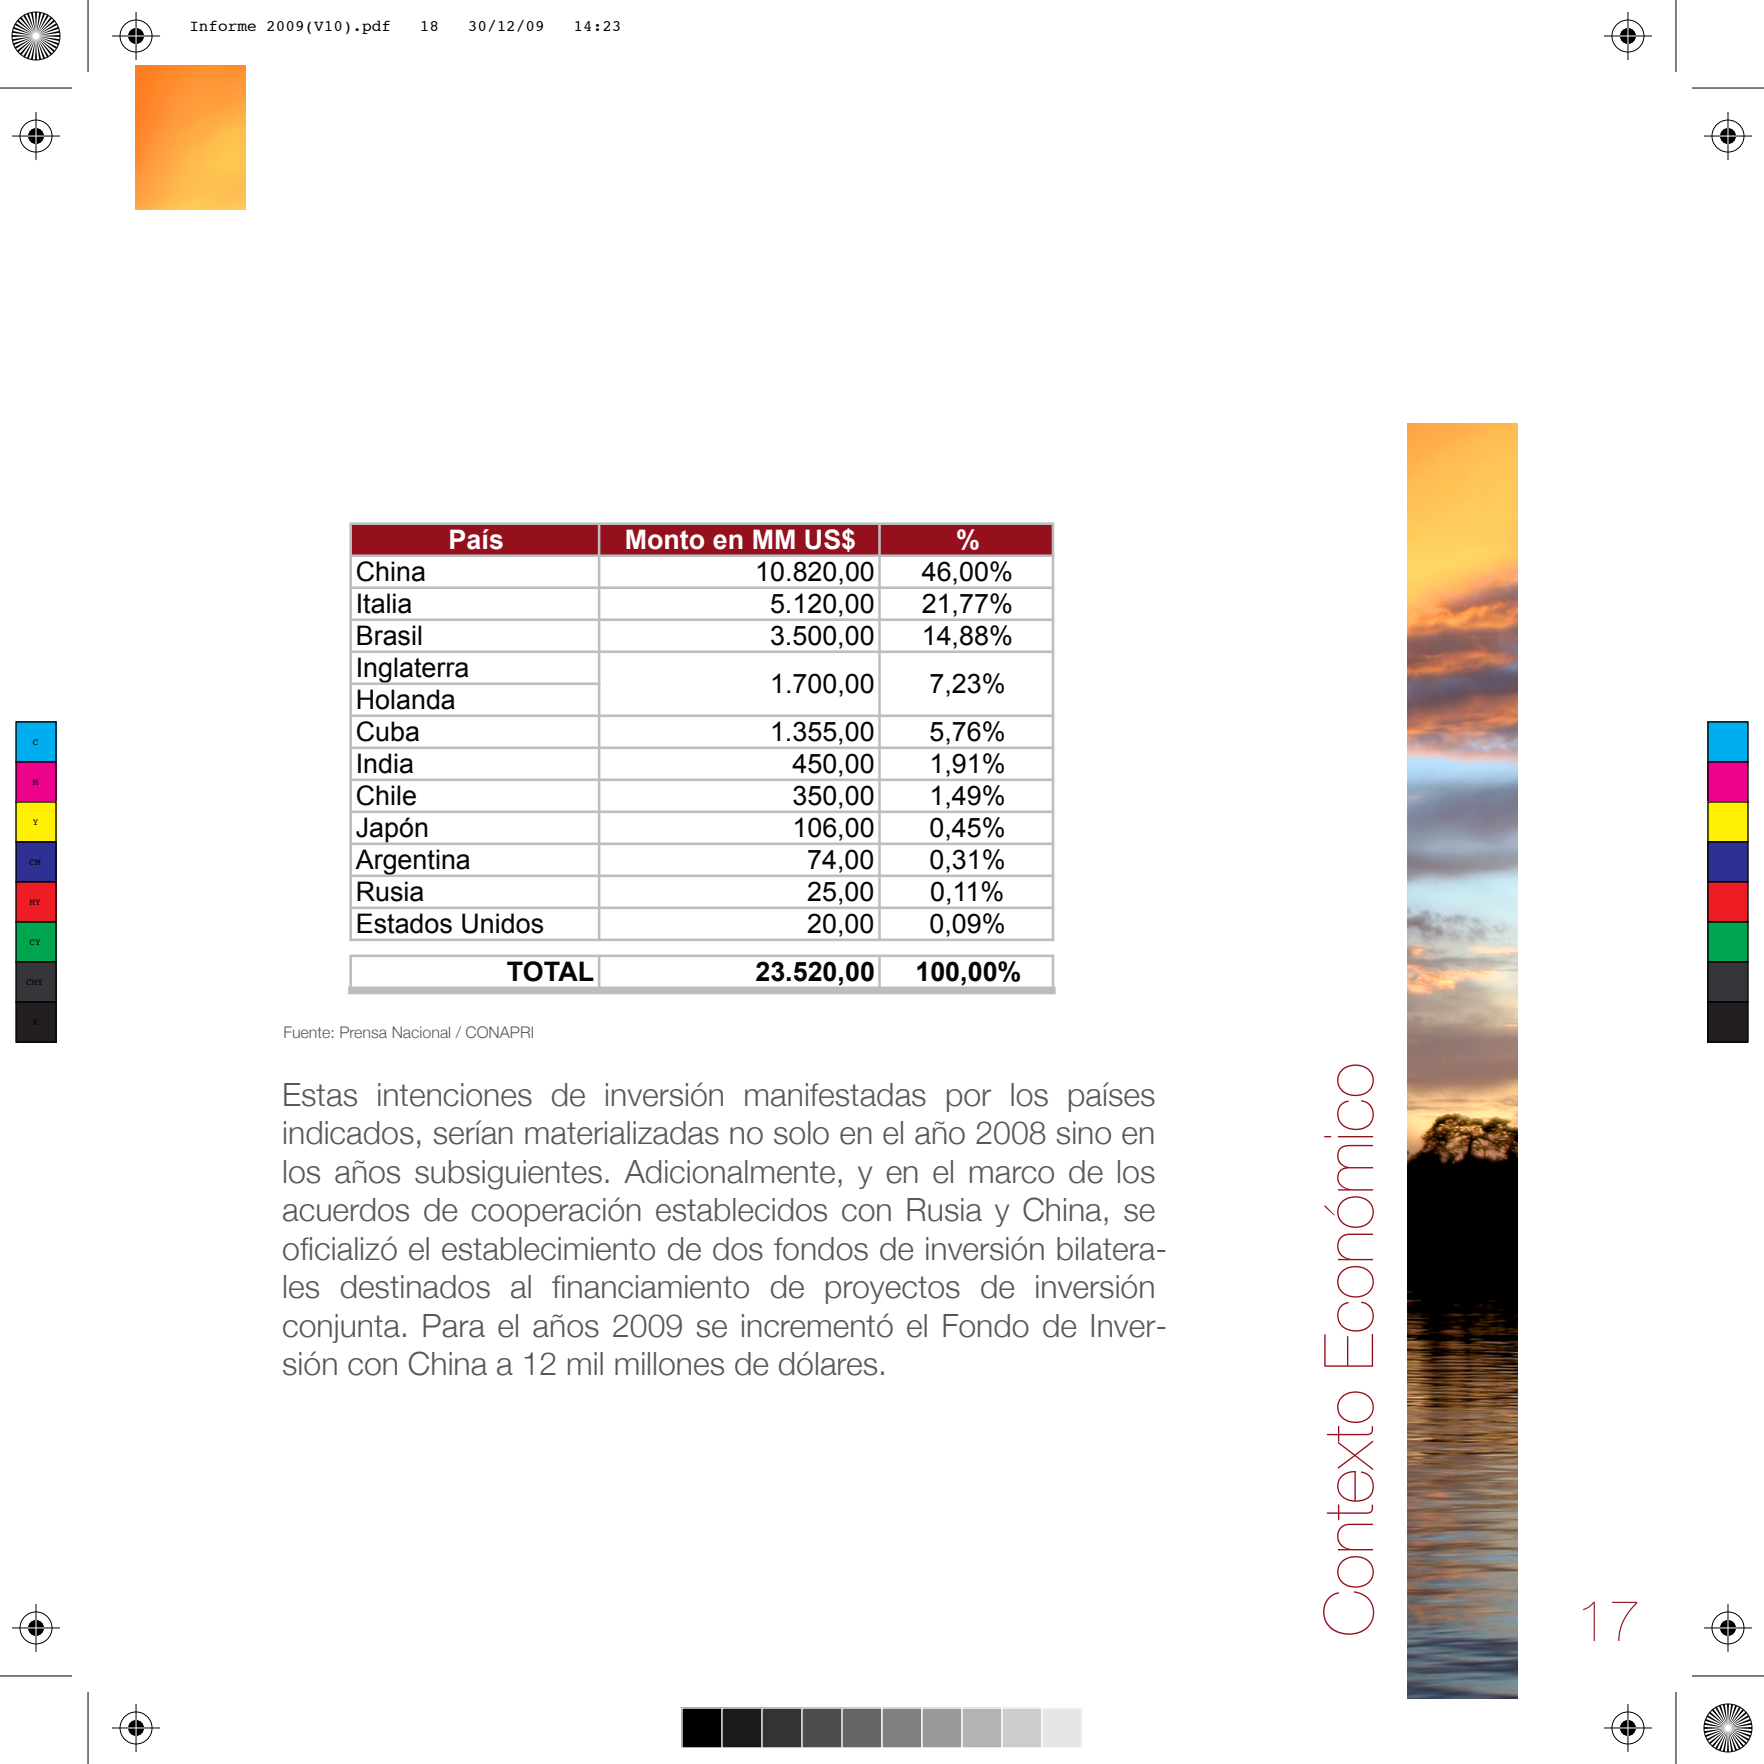 Informe 2009(V10).pdf 18 30/12/09 14:23
País Monto en MM US$ %
China 10.820,00 46,00%
Italia 5.120,00 21,77%
Brasil 3.500,00 14,88%
Inglaterra
Holanda 1.700,00 7,23%
Cuba 1.355,00 5,76%
India 450,00 1,91%
Chile 350,00 1,49%
Japón 106,00 0,45%
Argentina 74,00 0,31%
Rusia 25,00 0,11%
Estados Unidos 20,00 0,09%
TOTAL 23.520,00 100,00%
Fuente: Prensa Nacional / CONAPRI
Estas intenciones de inversión manifestadas por los países
indicados, serían materializadas no solo en el año 2008 sino en
los años subsiguientes. Adicionalmente, y en el marco de los
acuerdos de cooperación establecidos con Rusia y China, se
oficializó el establecimiento de dos fondos de inversión bilatera-
les destinados al financiamiento de proyectos de inversión
conjunta. Para el años 2009 se incrementó el Fondo de Inver-
sión con China a 12 mil millones de dólares.
Contexto Económico
17
C
M
Y
CM
MY
CY
CMY
K